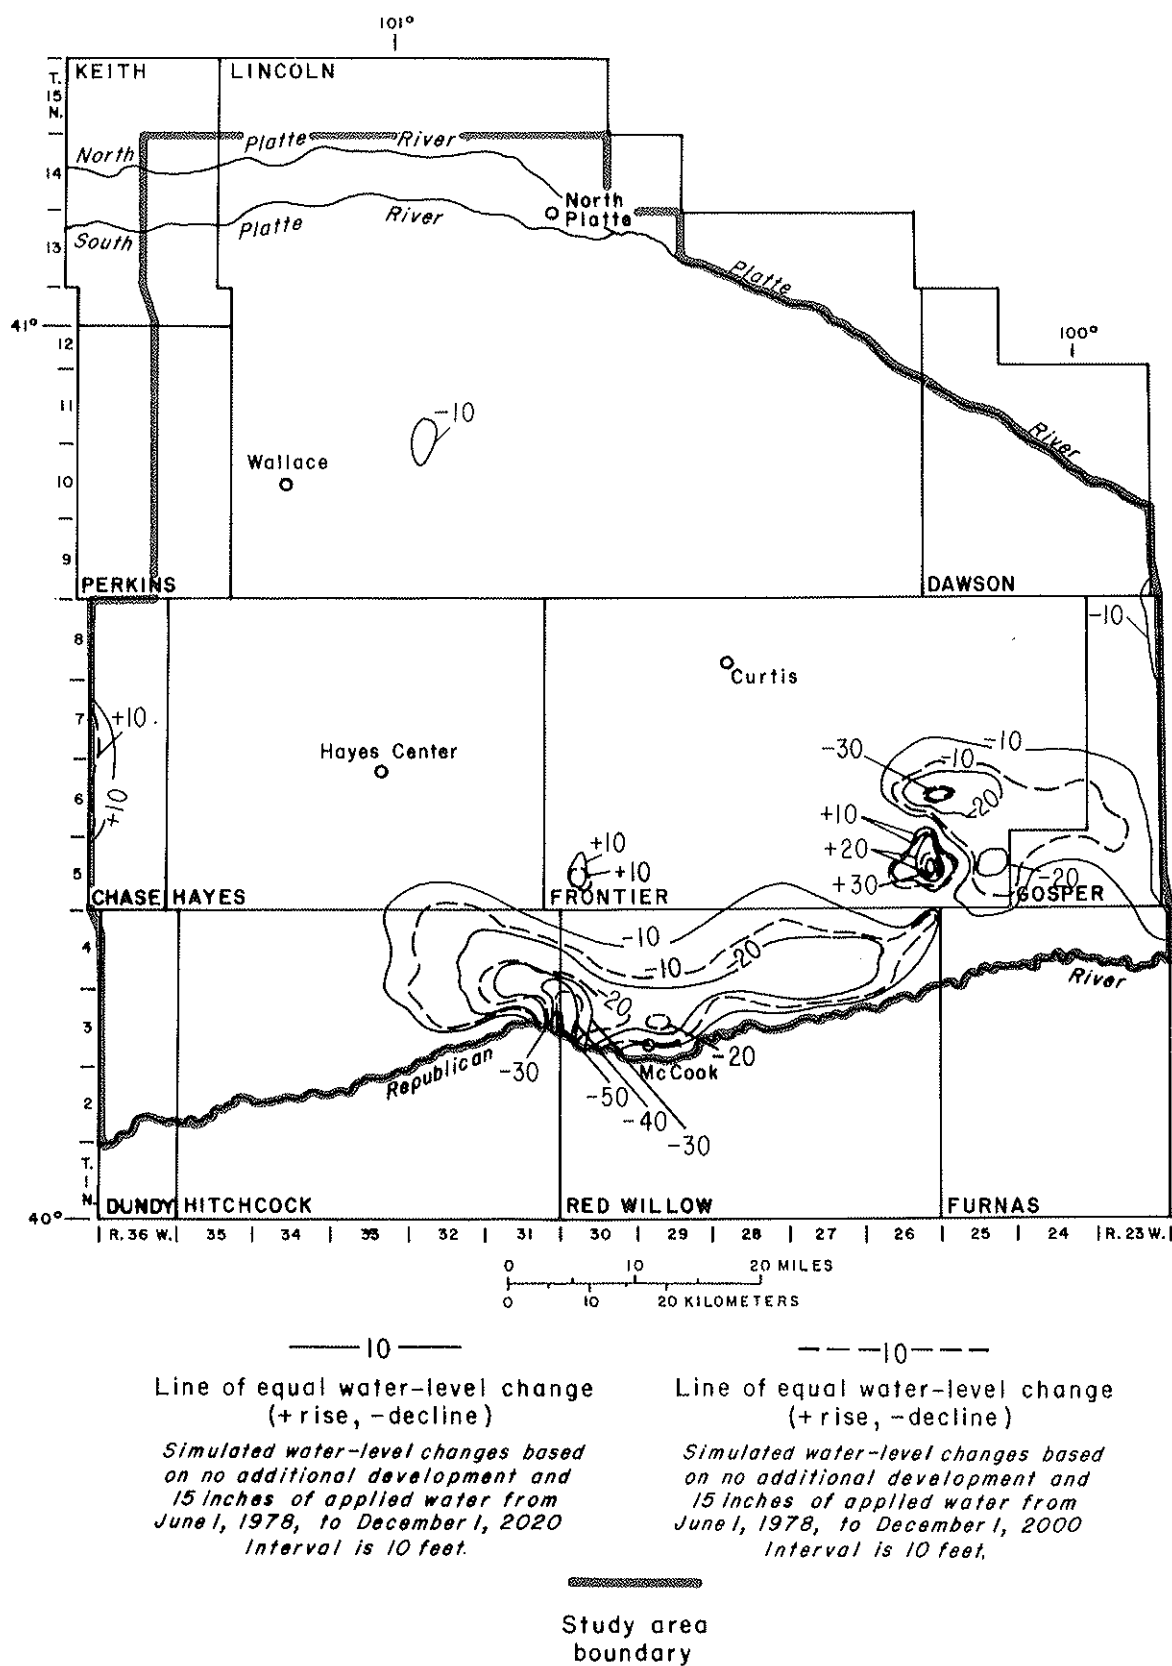 101°
T.
15
N.
KEITH
LINCOLN
North
Platte
River
14
North
Platte
South
Platte
River
13
Platte
41°
100°
12
11
-10
River
Wallace
10
9
PERKINS
DAWSON
8
-10
Curtis
7
+10
Hayes Center
-30
-10
-10
6
+10
-20
+10
+20
+30
+10
+10
5
-20
CHASE
HAYES
FRONTIER
GOSPER
4
-10
-10
-20
River
3
-20
-30
-20
Republican
McCook
-50
-40
-30
2
T.
1
N.
DUNDY
HITCHCOCK
RED WILLOW
FURNAS
40°
R. 36 W.
35
34
33
32
31
30
29
28
27
26
25
24
R. 23 W.
0 10 20 MILES
0 10 20 KILOMETERS
10
Line of equal water-level change
(+ rise, -decline)
Simulated water-level changes based
on no additional development and
15 inches of applied water from
June 1, 1978, to December 1, 2020
Interval is 10 feet.
10
Line of equal water-level change
(+ rise, -decline)
Simulated water-level changes based
on no additional development and
15 inches of applied water from
June 1, 1978, to December 1, 2000
Interval is 10 feet.
Study area
boundary